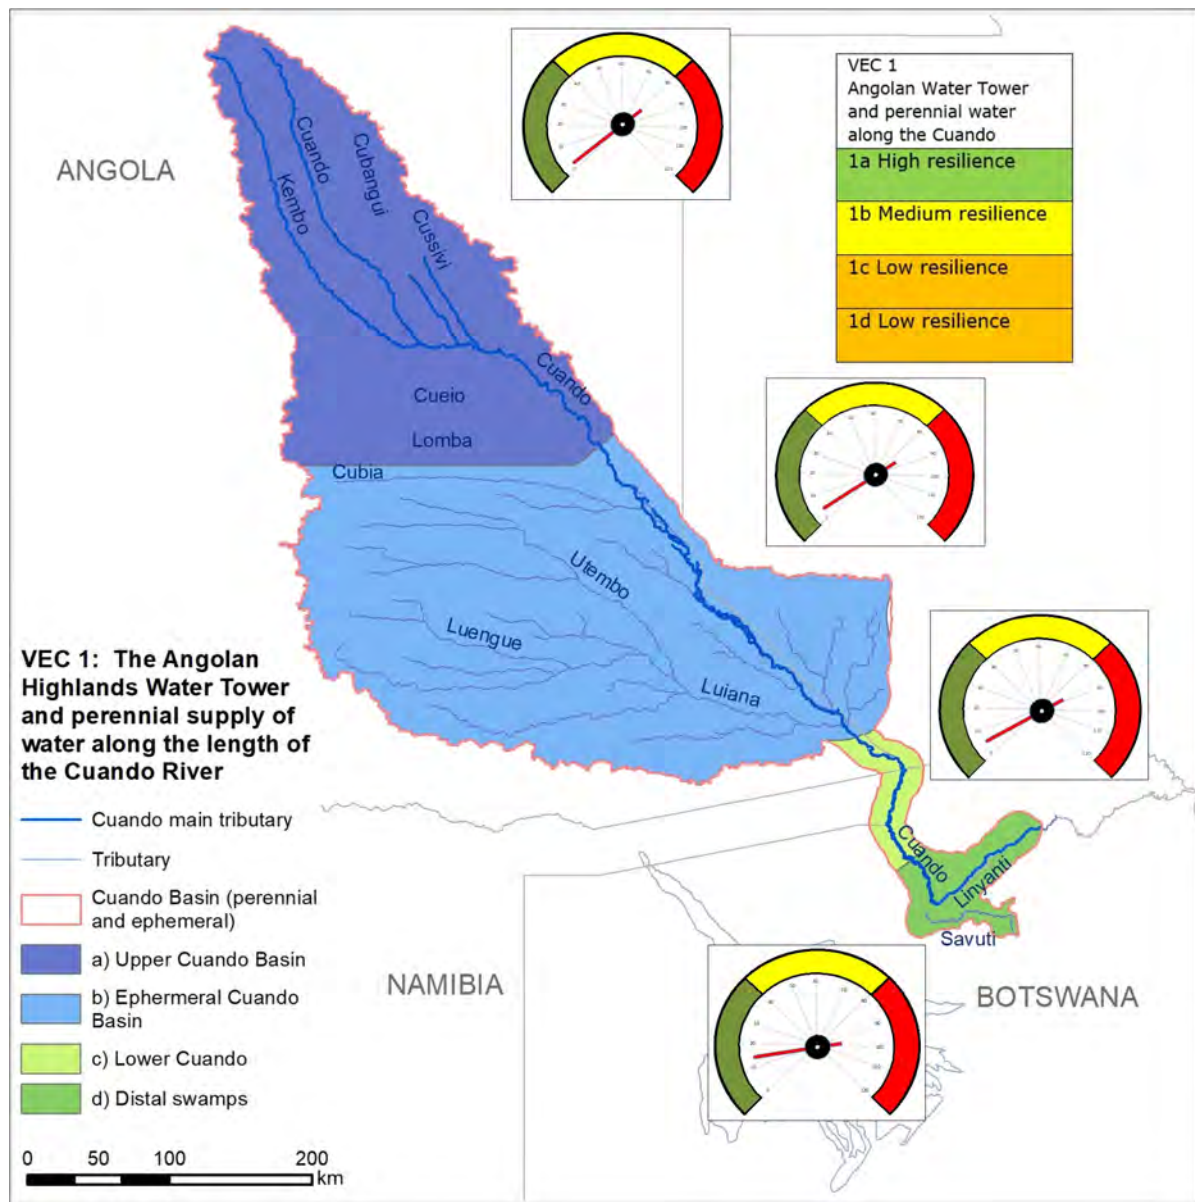 VEC 1
Angolan Water Tower
and perennial water
along the Cuando
1a High resilience
1b Medium resilience
1c Low resilience
1d Low resilience
ANGOLA
Cuando
Cubangui
Kembo
Cussivi
Cuando
Cueio
Lomba
Cubia
Utembo
Luengue
Luiana
Cuando
Linyanti
Savuti
NAMIBIA
BOTSWANA
VEC 1: The Angolan
Highlands Water Tower
and perennial supply of
water along the length of
the Cuando River
Cuando main tributary
Tributary
Cuando Basin (perennial
and ephemeral)
a) Upper Cuando Basin
b) Ephermeral Cuando
Basin
c) Lower Cuando
d) Distal swamps
0 50 100 200
km